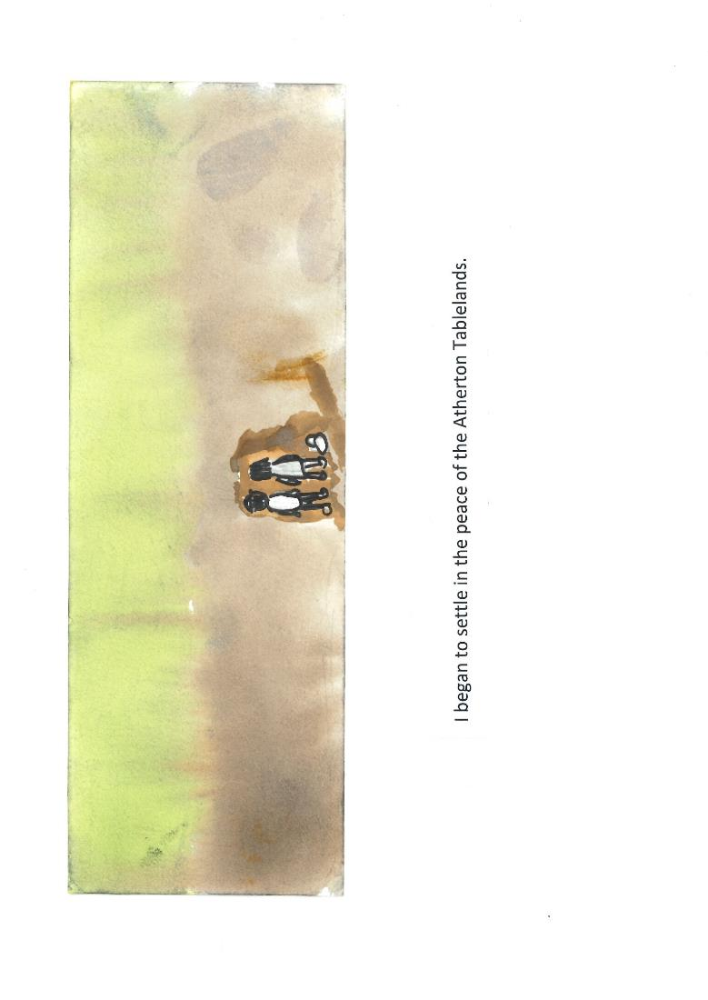 I began to settle in the peace of the Atherton Tablelands.